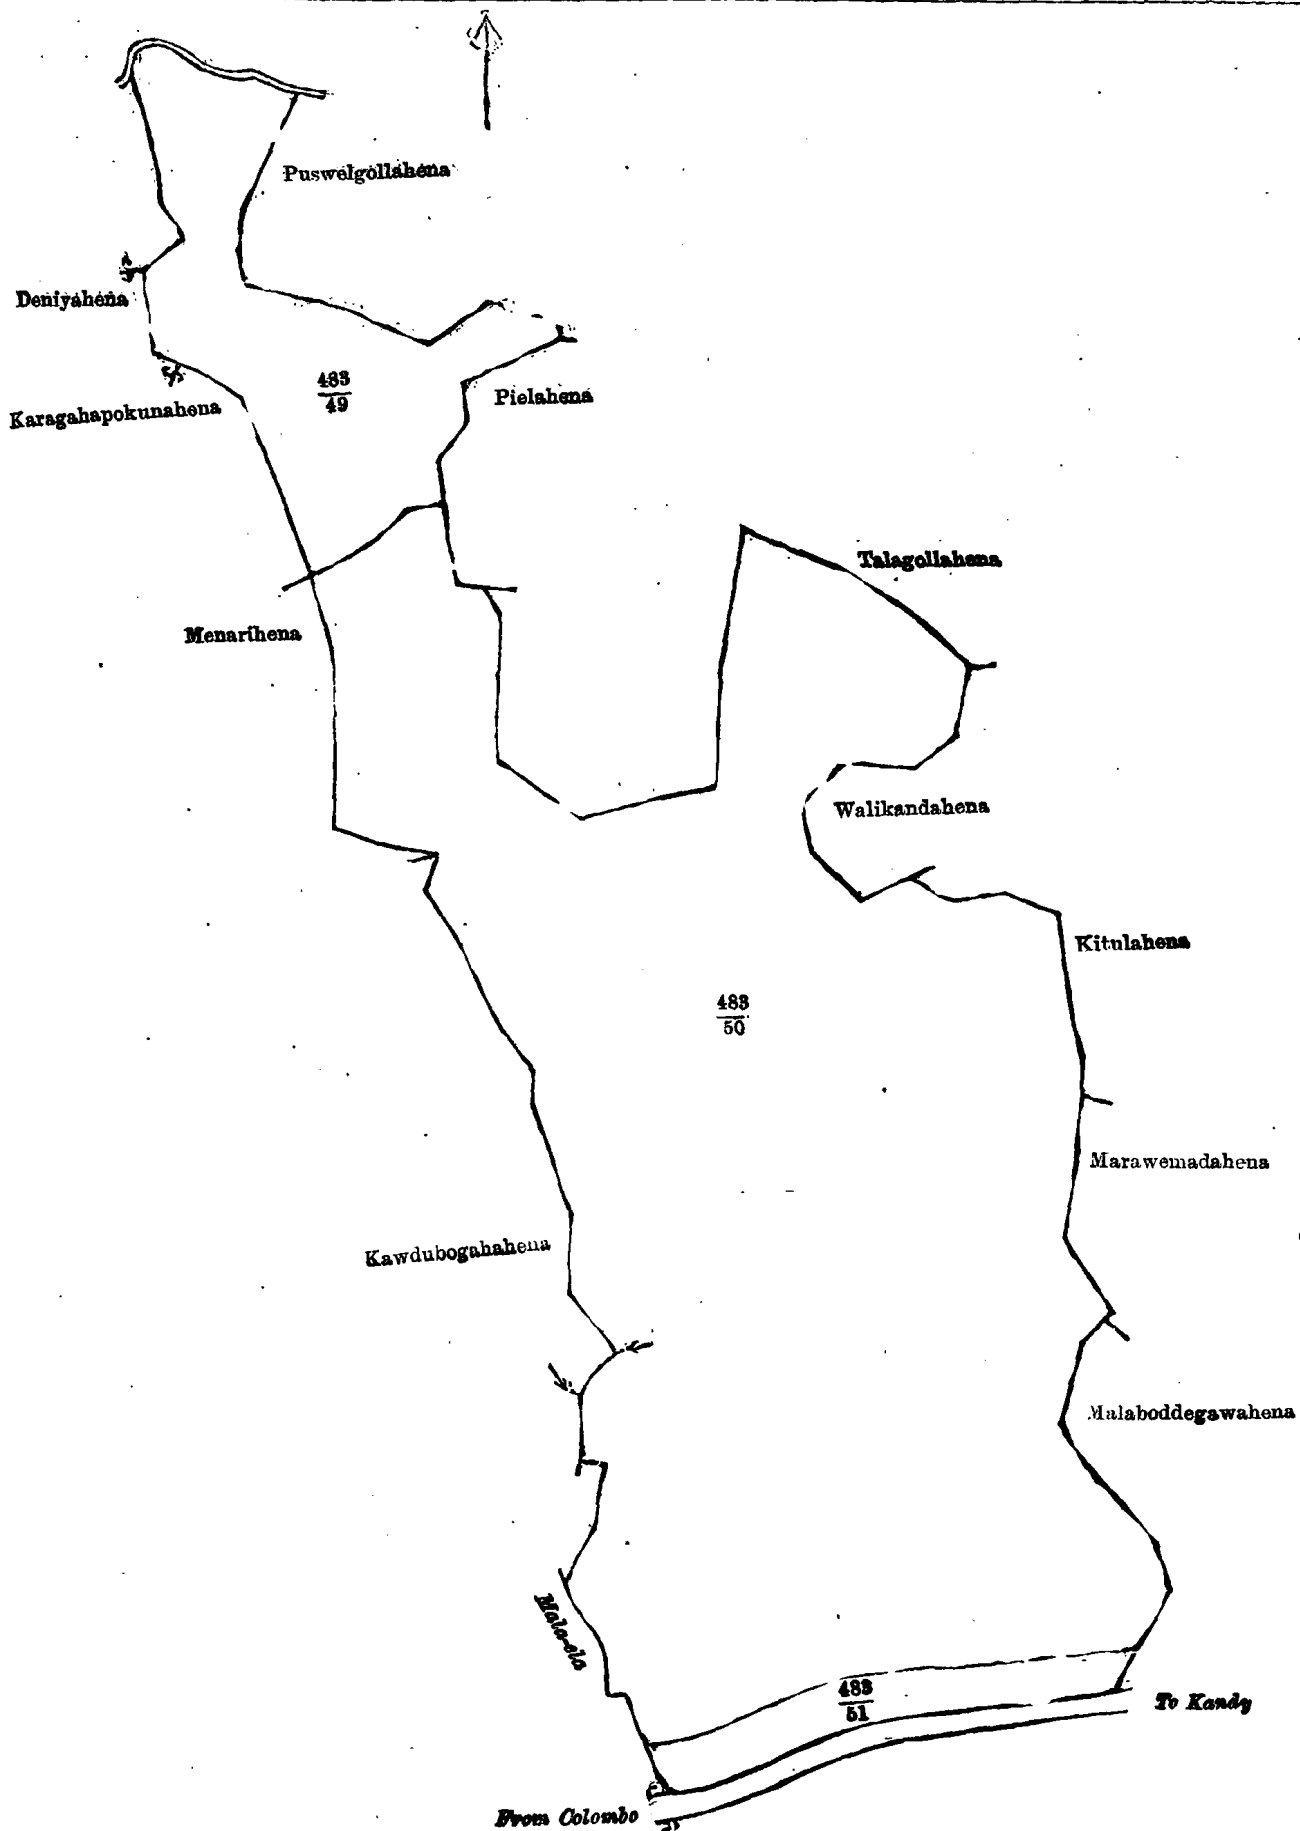 Puswelgollahena
Deniyahena
483
49
Pielahena
Karagahapokunahena
Talagollahena
Menarihena
Walikandahena
Kitulahena
483
50
Marawemadahena
Kawdubogahahena
Malaboddegawahena
Mala-ela
483
51
To Kandy
From Colombo